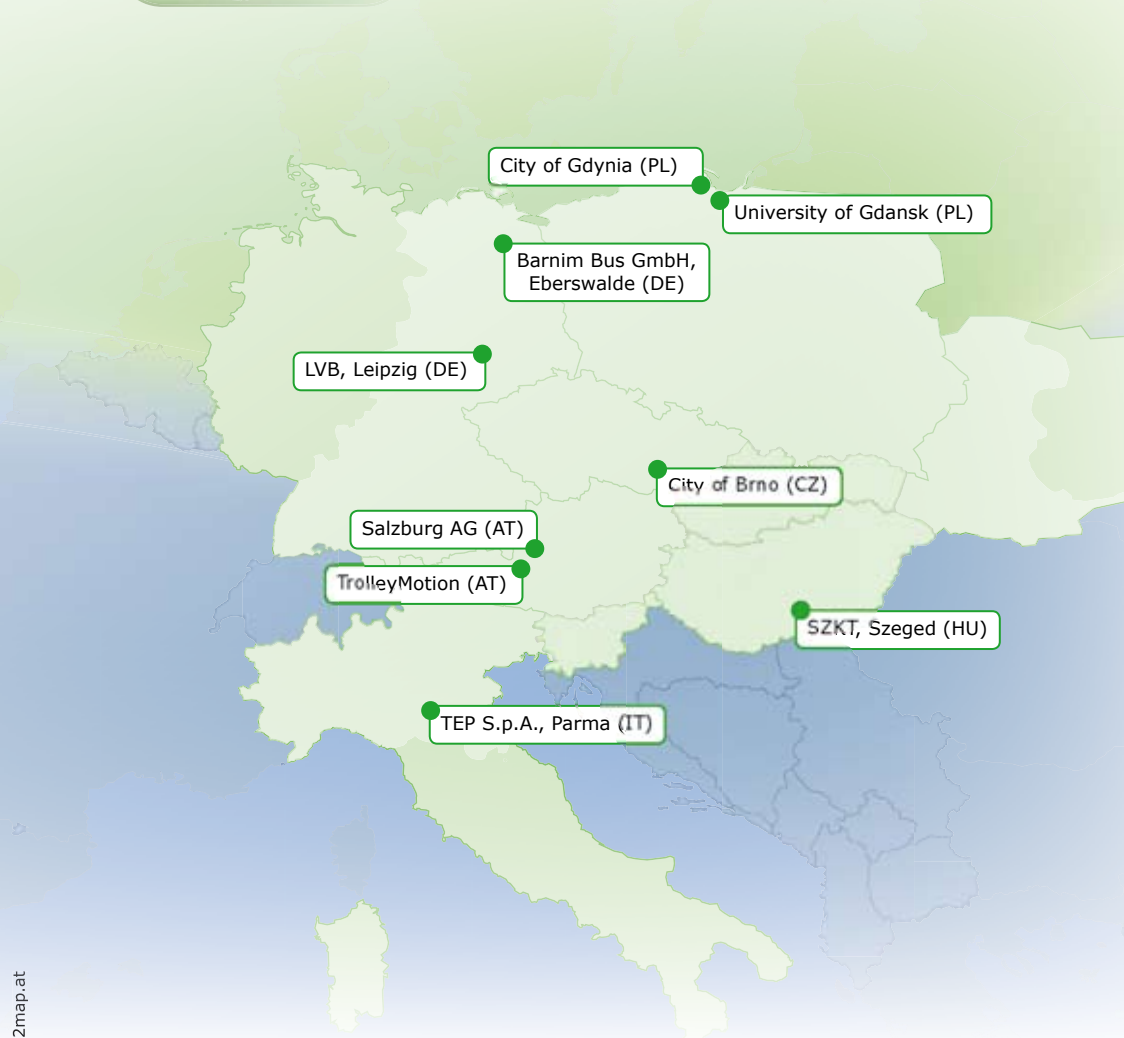 City of Gdynia (PL)
University of Gdansk (PL)
Barnim Bus GmbH,
Eberswalde (DE)
LVB, Leipzig (DE)
City of Brno (CZ)
Salzburg AG (AT)
TrolleyMotion (AT)
SZKT, Szeged (HU)
TEP S.p.A., Parma (IT)
2map.at